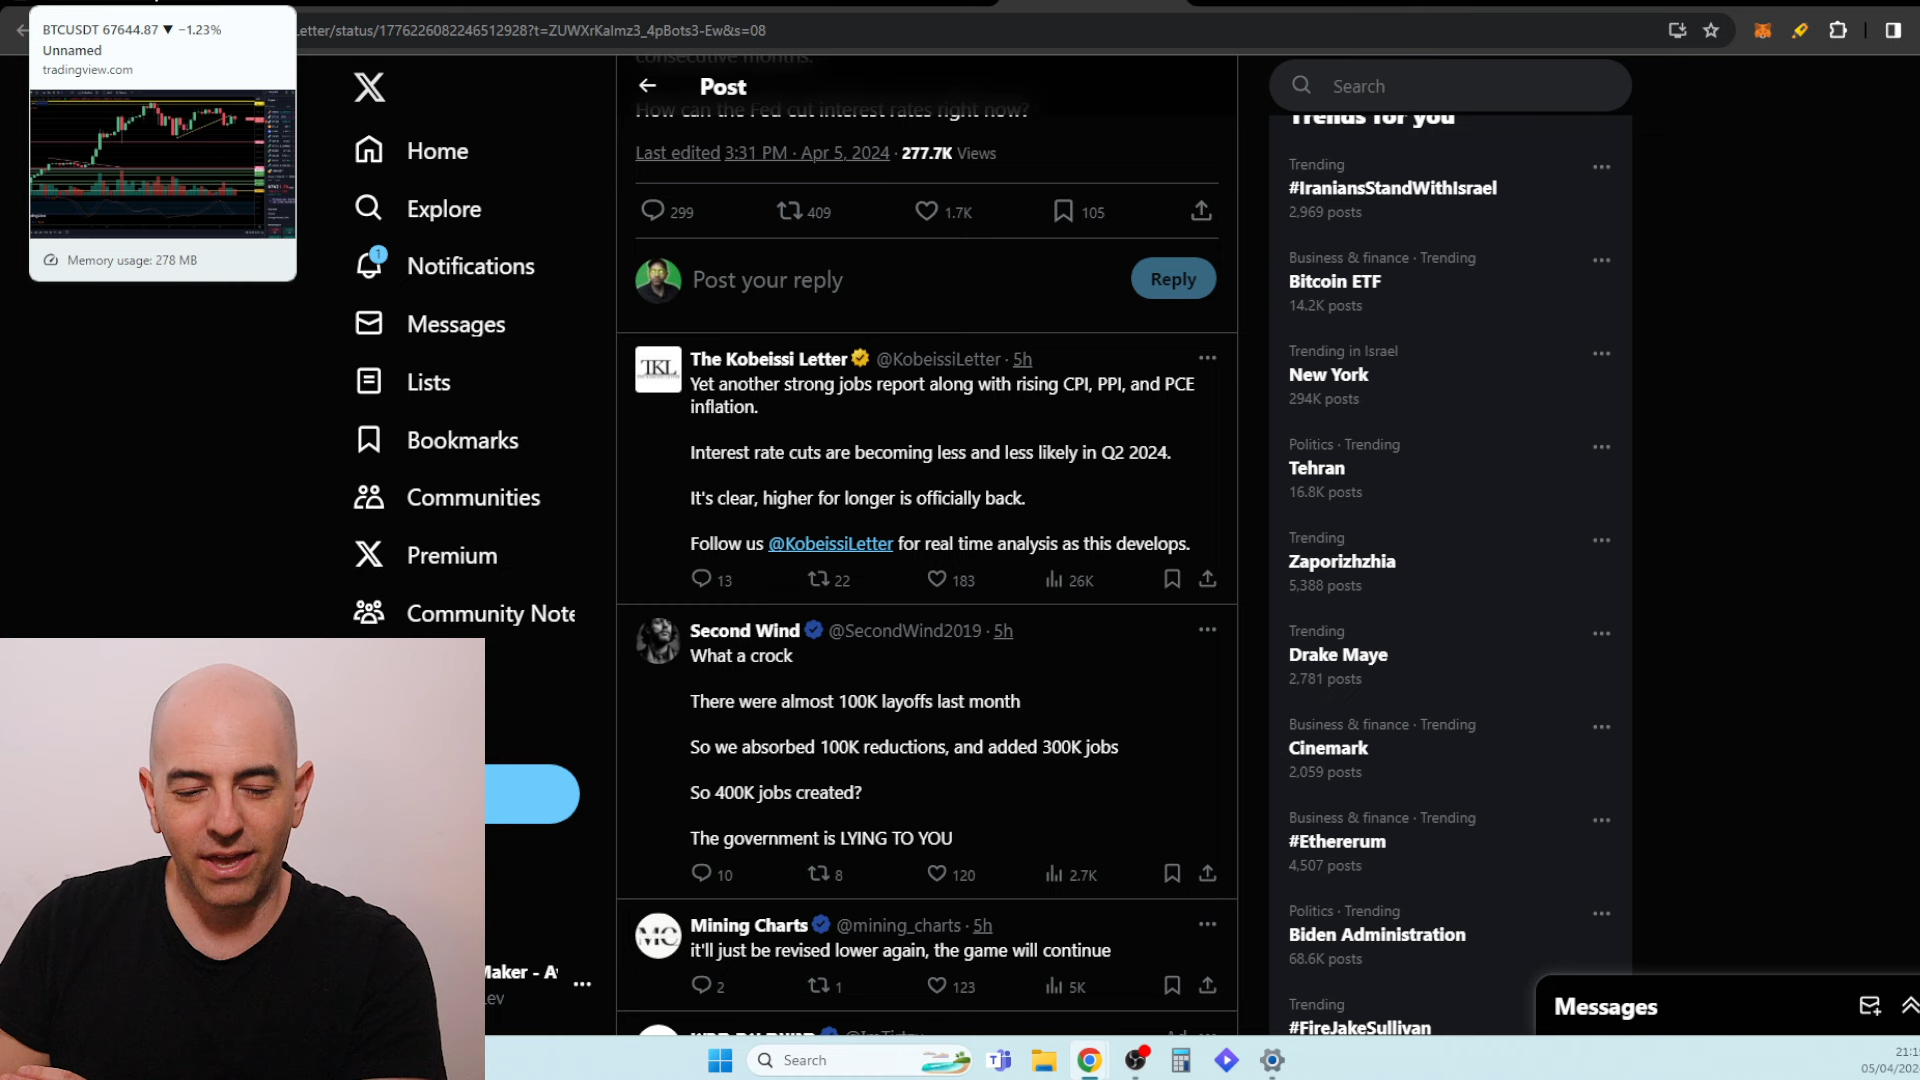 BTCUSDT 67644.87 ▼ −1.23%
Unnamed
tradingview.com
Memory usage: 278 MB
etter/status/1776226082246512928?t=ZUWXrKalmz3_4pBots3-Ew&s=08
Home
Explore
1
Notifications
Messages
Lists
Bookmarks
Communities
Premium
Community Note
Maker - A
ev
consecutive months.
Post
How can the Fed cut interest rates right now?
Last edited 3:31 PM · Apr 5, 2024 · 277.7K Views
299 409 1.7K 105
Post your reply
Reply
TKL
The Kobeissi Letter @KobeissiLetter · 5h
Yet another strong jobs report along with rising CPI, PPI, and PCE
inflation.
Interest rate cuts are becoming less and less likely in Q2 2024.
It's clear, higher for longer is officially back.
Follow us @KobeissiLetter for real time analysis as this develops.
13 22 183 26K
Second Wind @SecondWind2019 · 5h
What a crock
There were almost 100K layoffs last month
So we absorbed 100K reductions, and added 300K jobs
So 400K jobs created?
The government is LYING TO YOU
10 8 120 2.7K
MC
Mining Charts @mining_charts · 5h
it'll just be revised lower again, the game will continue
2 1 123 5K
Search
Trends for you
Trending
#IraniansStandWithIsrael
2,969 posts
Business & finance · Trending
Bitcoin ETF
14.2K posts
Trending in Israel
New York
294K posts
Politics · Trending
Tehran
16.8K posts
Trending
Zaporizhzhia
5,388 posts
Trending
Drake Maye
2,781 posts
Business & finance · Trending
Cinemark
2,059 posts
Business & finance · Trending
#Ethererum
4,507 posts
Politics · Trending
Biden Administration
68.6K posts
Trending
#FireJakeSullivan
Messages
Search
21:1
05/04/202